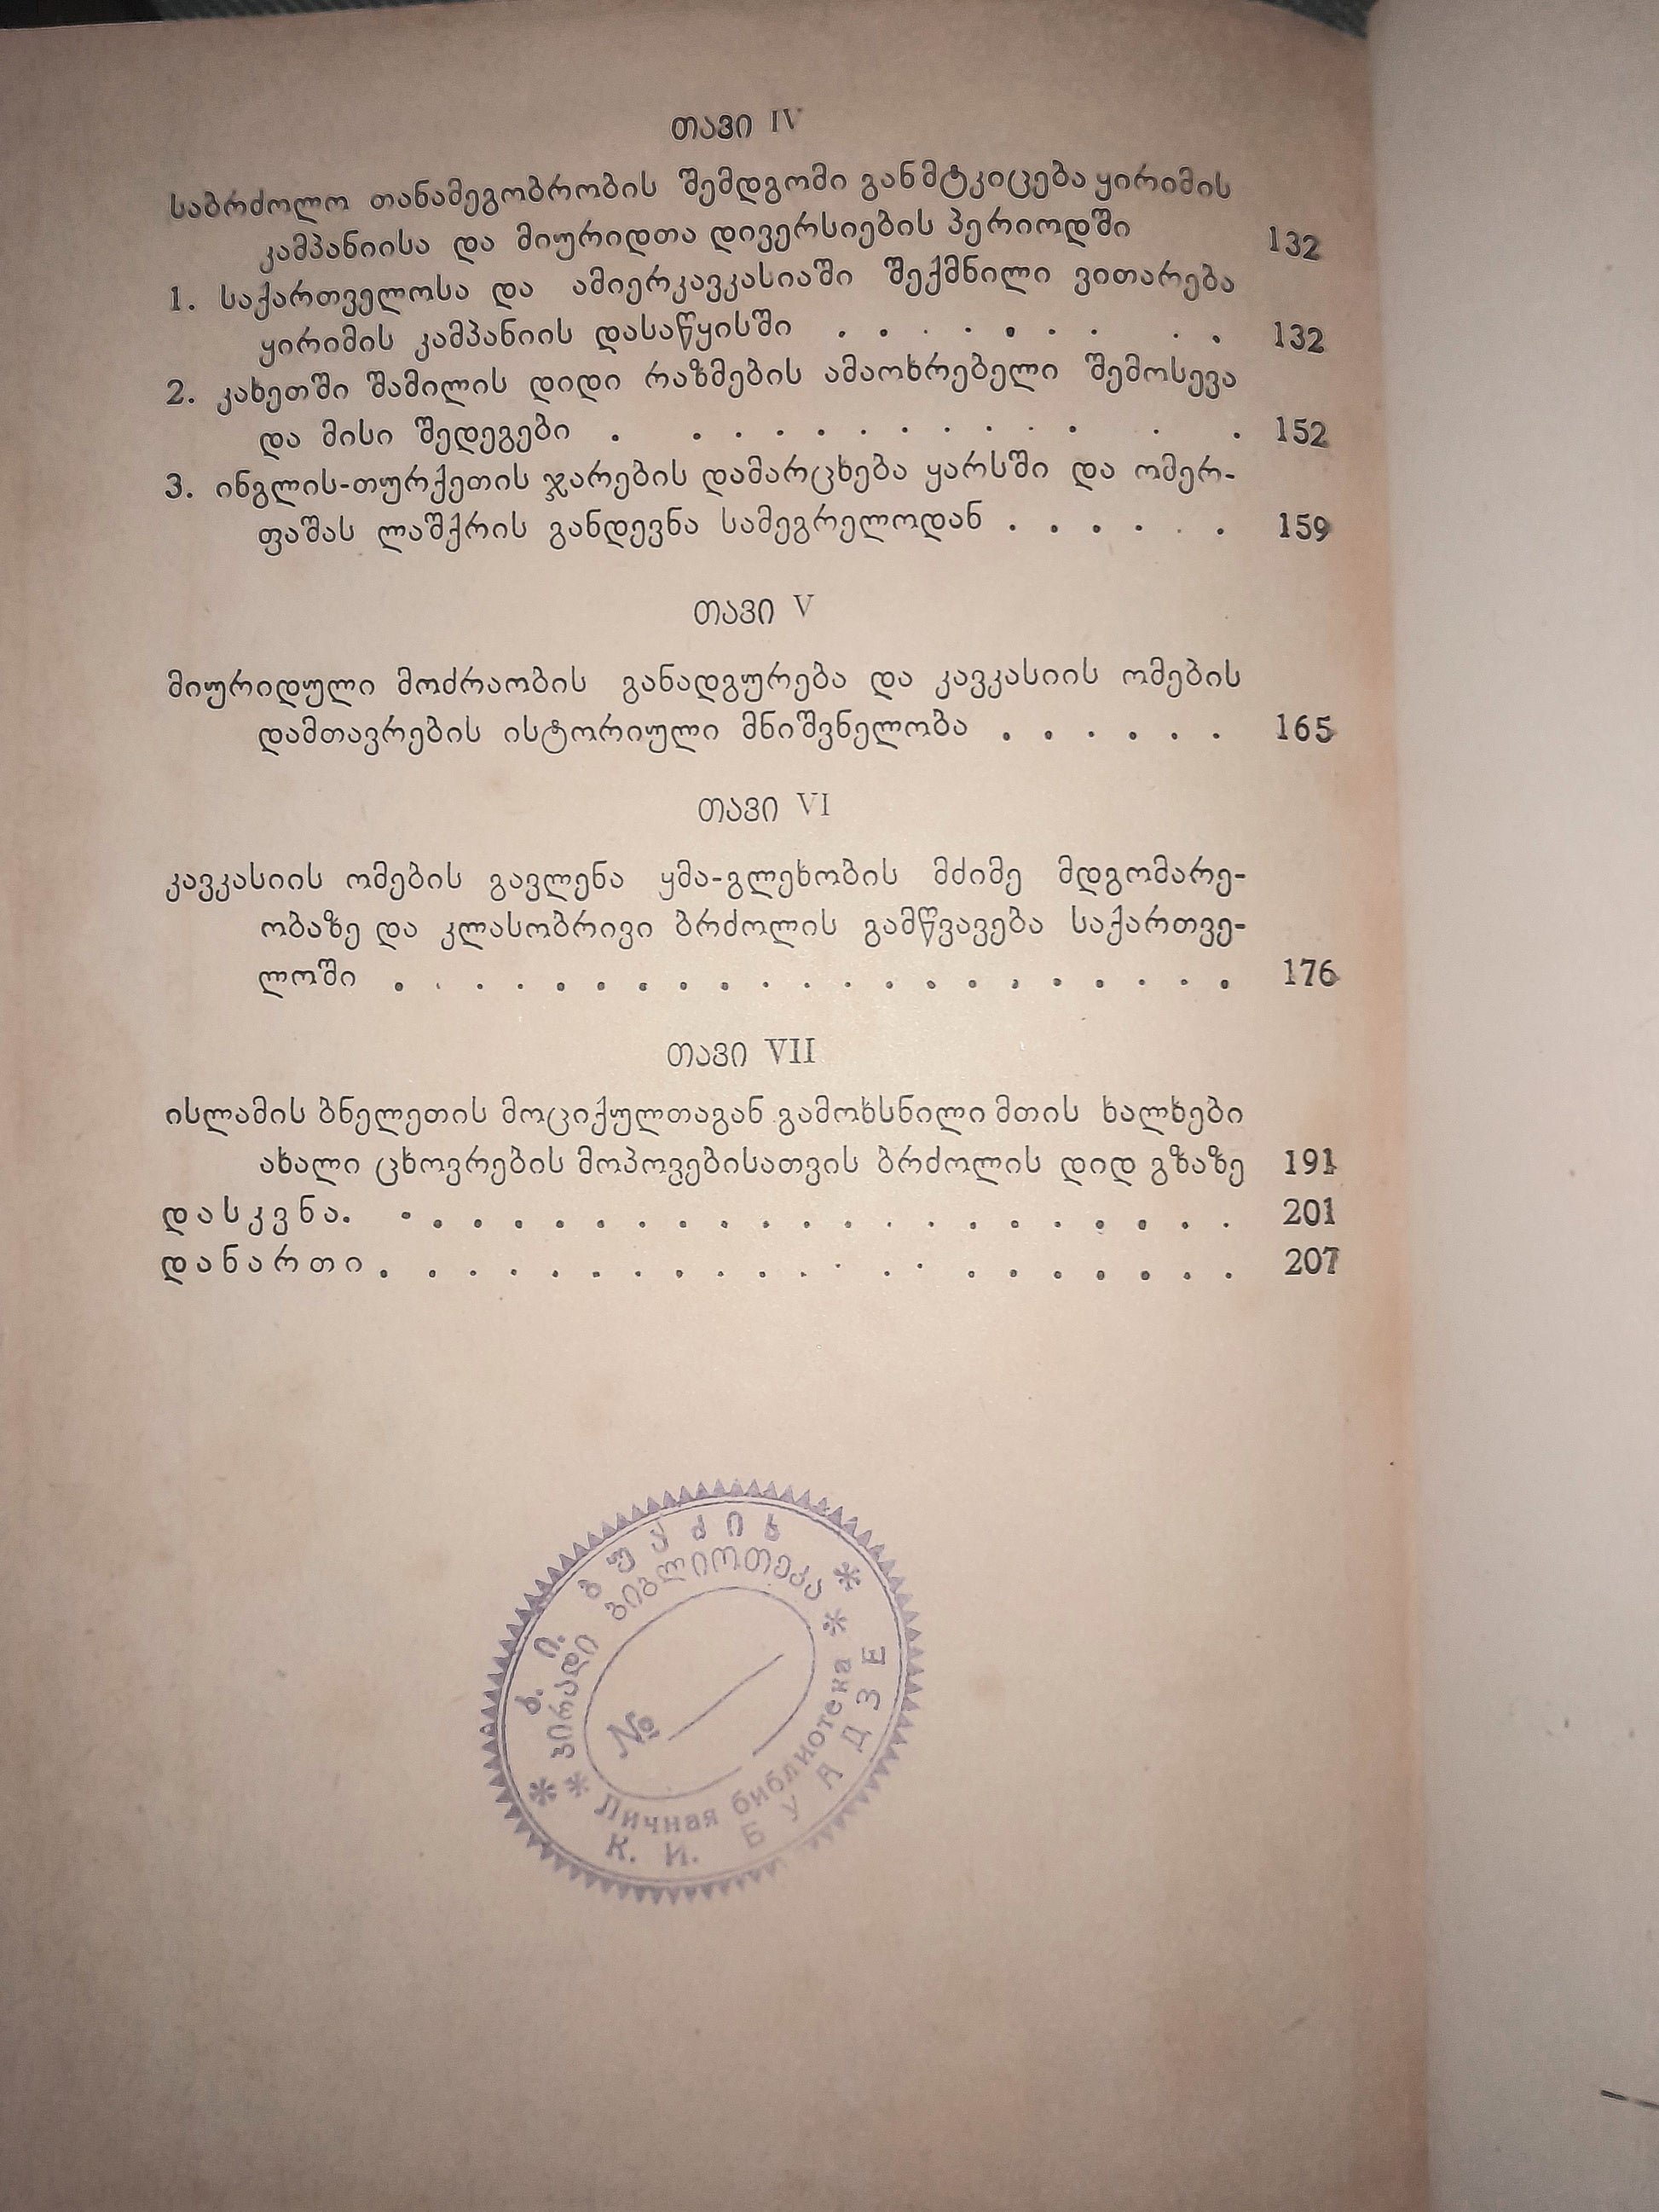 თავი IV
საბრძოლო თანამეგობრობის შემდგომი განმტკიცება ყირიმის
კამპანიისა და მიურიდთა დივერსიების პერიოდში 132
1. საქართველოსა და ამიერკავკასიაში შექმნილი ვითარება
ყირიმის კამპანიის დასაწყისში . . . . . . . . . 132
2. კახეთში შამილის დიდი რაზმების ამაოხრებელი შემოსევა
და მისი შედეგები . . . . . . . . . . . . . 152
3. ინგლის-თურქეთის ჯარების დამარცხება ყარსში და ომერ-
ფაშას ლაშქრის განდევნა სამეგრელოდან . . . . . . 159
თავი V
მიურიდული მოძრაობის განადგურება და კავკასიის ომების
დამთავრების ისტორიული მნიშვნელობა . . . . . . 165
თავი VI
კავკასიის ომების გავლენა ყმა-გლეხობის მძიმე მდგომარე-
ობაზე და კლასობრივი ბრძოლის გამწვავება საქართვე-
ლოში . . . . . . . . . . . . . . . . . . . . . 176
თავი VII
ისლამის ბნელეთის მოციქულთაგან გამოხსნილი მთის ხალხები
ახალი ცხოვრების მოპოვებისათვის ბრძოლის დიდ გზაზე 191
დასკვნა. . . . . . . . . . . . . . . . . . . . . . 201
დანართი . . . . . . . . . . . . . . . . . . . . . 207
პირადი ბიბლიოთეკა
№
Личная библиотека
К. И. БУАДЗЕ